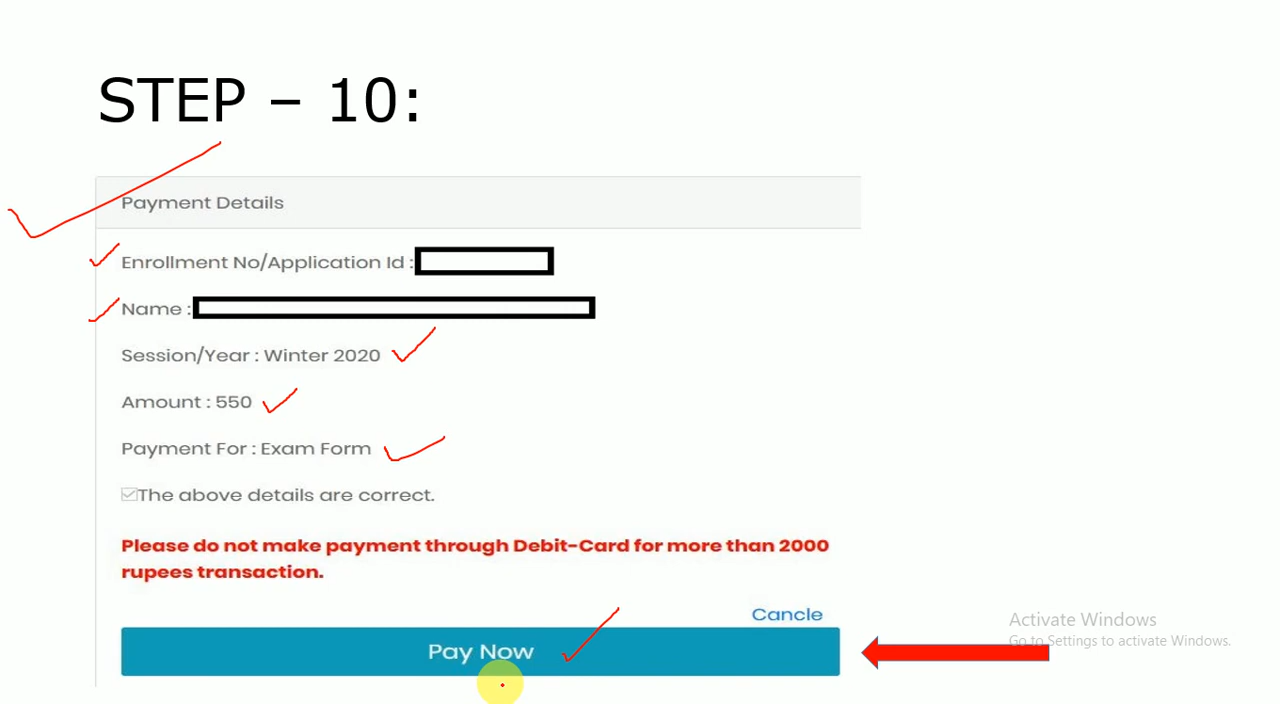 STEP – 10:
Payment Details
Enrollment No/Application Id :
Name :
Session/Year : Winter 2020
Amount : 550
Payment For : Exam Form
The above details are correct.
Please do not make payment through Debit-Card for more than 2000
rupees transaction.
Cancle
Pay Now
Activate Windows
Go to Settings to activate Windows.